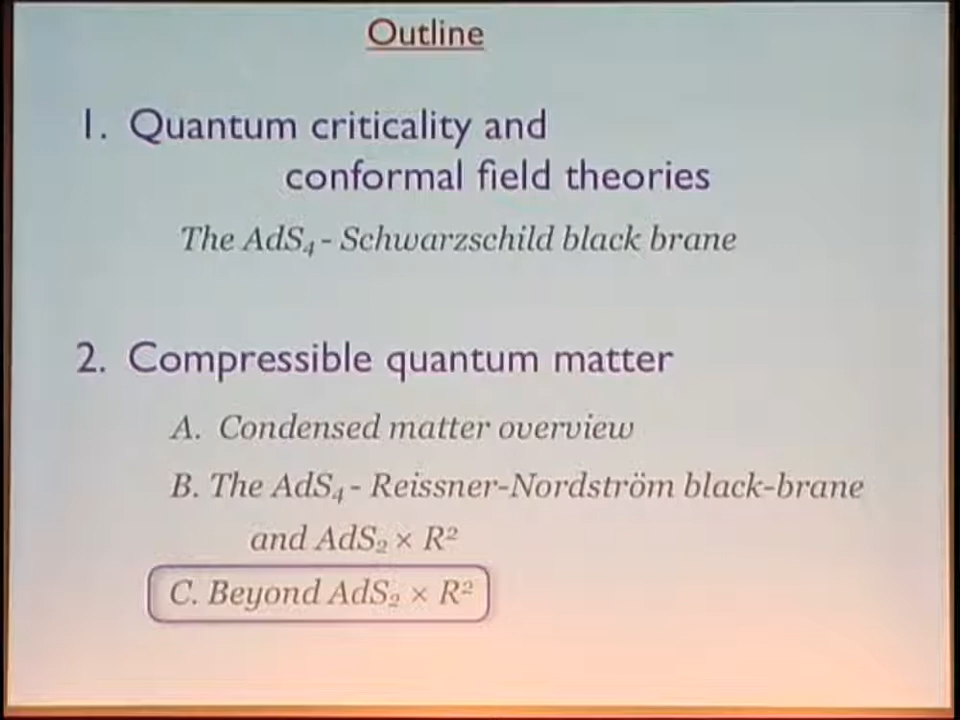 Outline
1. Quantum criticality and
conformal field theories
The AdS₄ - Schwarzschild black brane
2. Compressible quantum matter
A. Condensed matter overview
B. The AdS₄ - Reissner-Nordström black-brane
and AdS₂ × R²
C. Beyond AdS₂ × R²